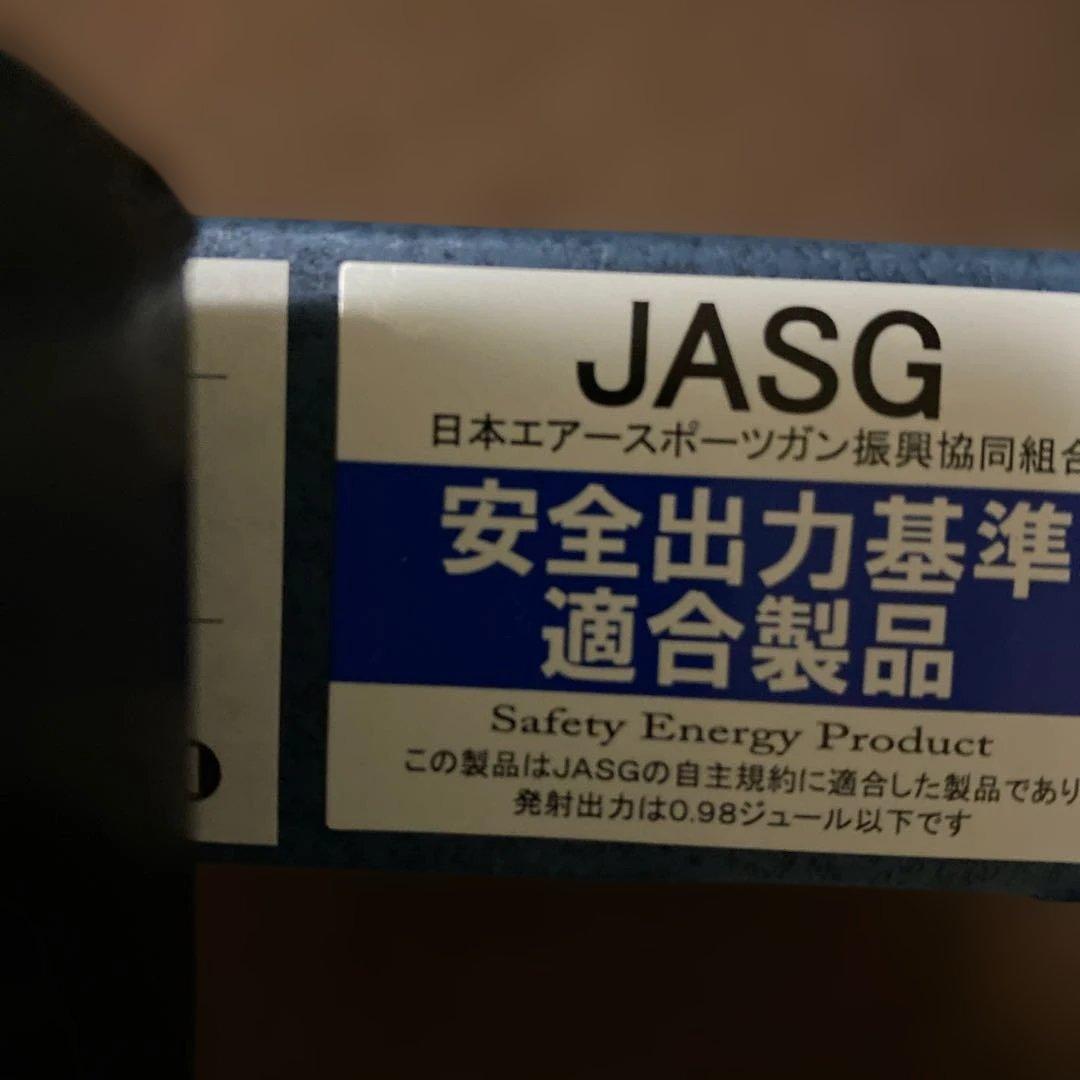 JASG
日本エアースポーツガン振興協同組合
安全出力基準
適合製品
Safety Energy Product
この製品はJASGの自主規約に適合した製品であり
発射出力は0.98ジュール以下です